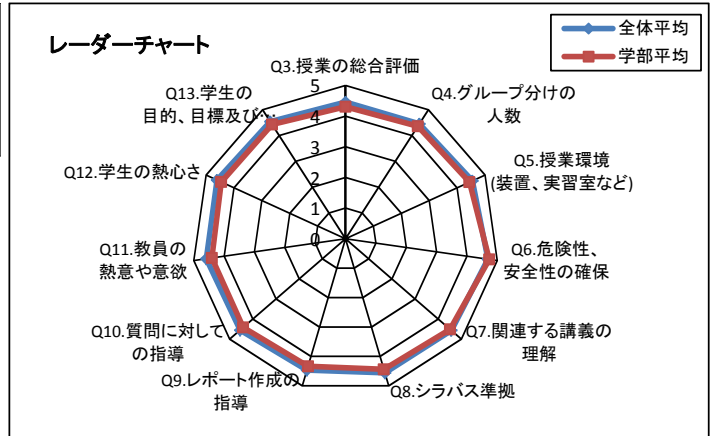 レーダーチャート
全体平均
学部平均
Q3.授業の総合評価
Q4.グループ分けの
人数
Q5.授業環境
(装置、実習室など)
Q6.危険性、
安全性の確保
Q7.関連する講義の
理解
Q8.シラバス準拠
Q9.レポート作成の
指導
Q10.質問に対して
の指導
Q11.教員の
熱意や意欲
Q12.学生の熱心さ
Q13.学生の
目的、目標及び…
5
4
3
2
1
0